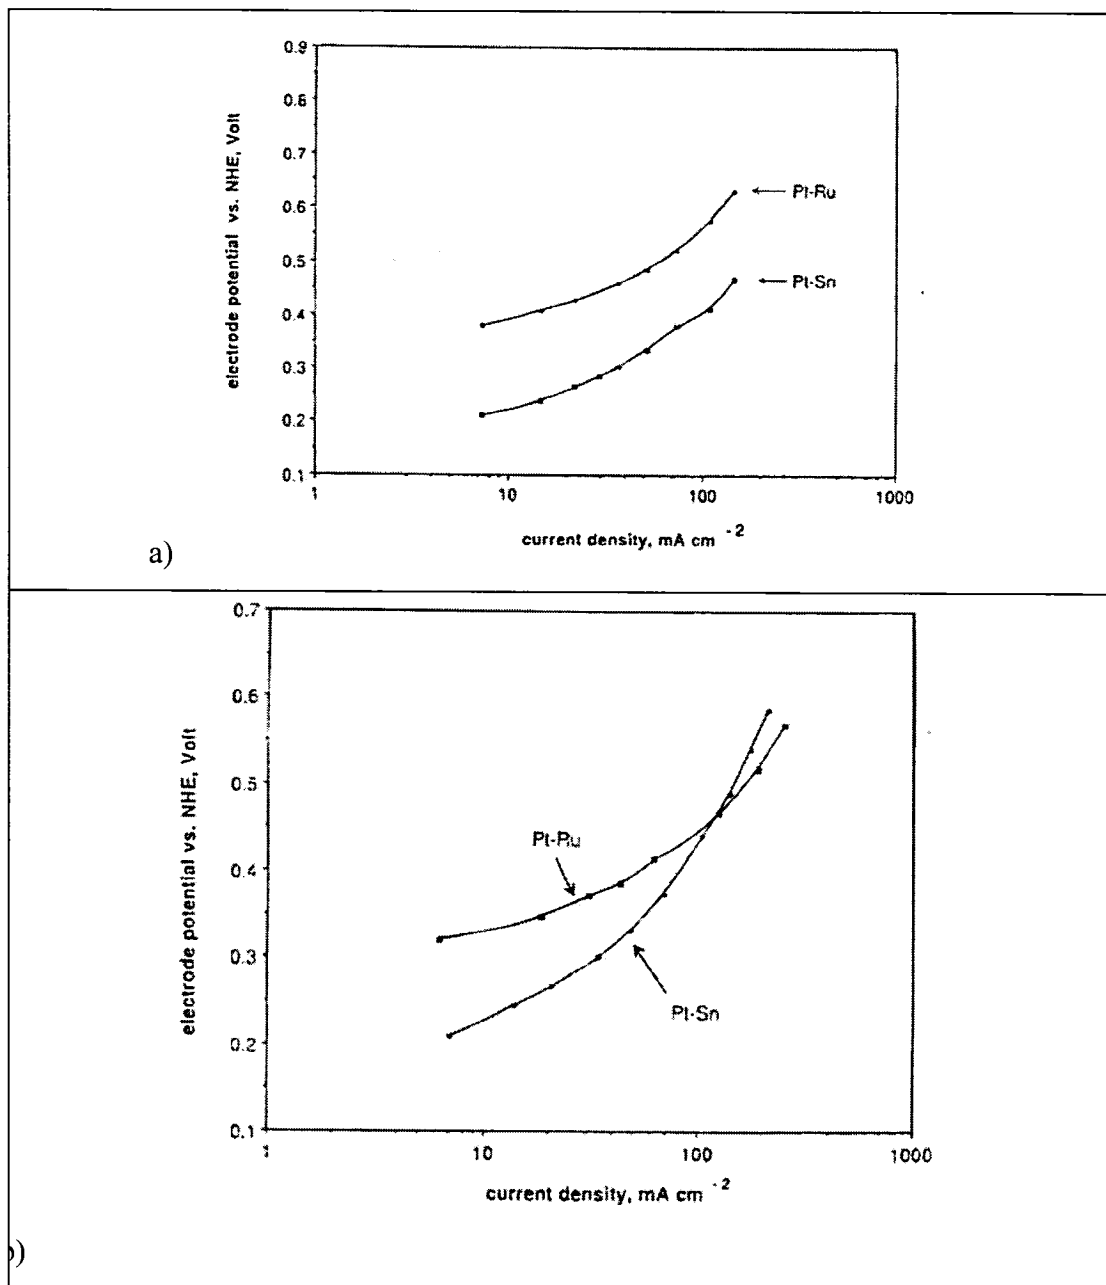 0.9
0.8
0.7
0.6
0.5
0.4
0.3
0.2
0.1
electrode potential vs. NHE, Volt
Pt-Ru
Pt-Sn
1
10
100
1000
current density, mA cm -2
a)
0.7
0.6
0.5
0.4
0.3
0.2
0.1
electrode potential vs. NHE, Volt
Pt-Ru
Pt-Sn
1
10
100
1000
current density, mA cm -2